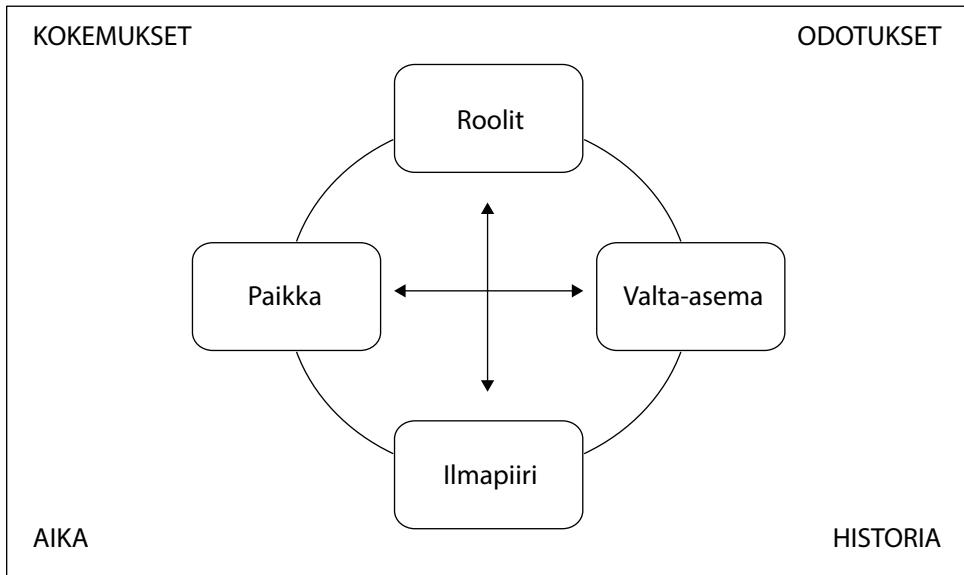 KOKEMUKSET
ODOTUKSET
Roolit
Paikka
Valta-asema
Ilmapiiri
AIKA
HISTORIA